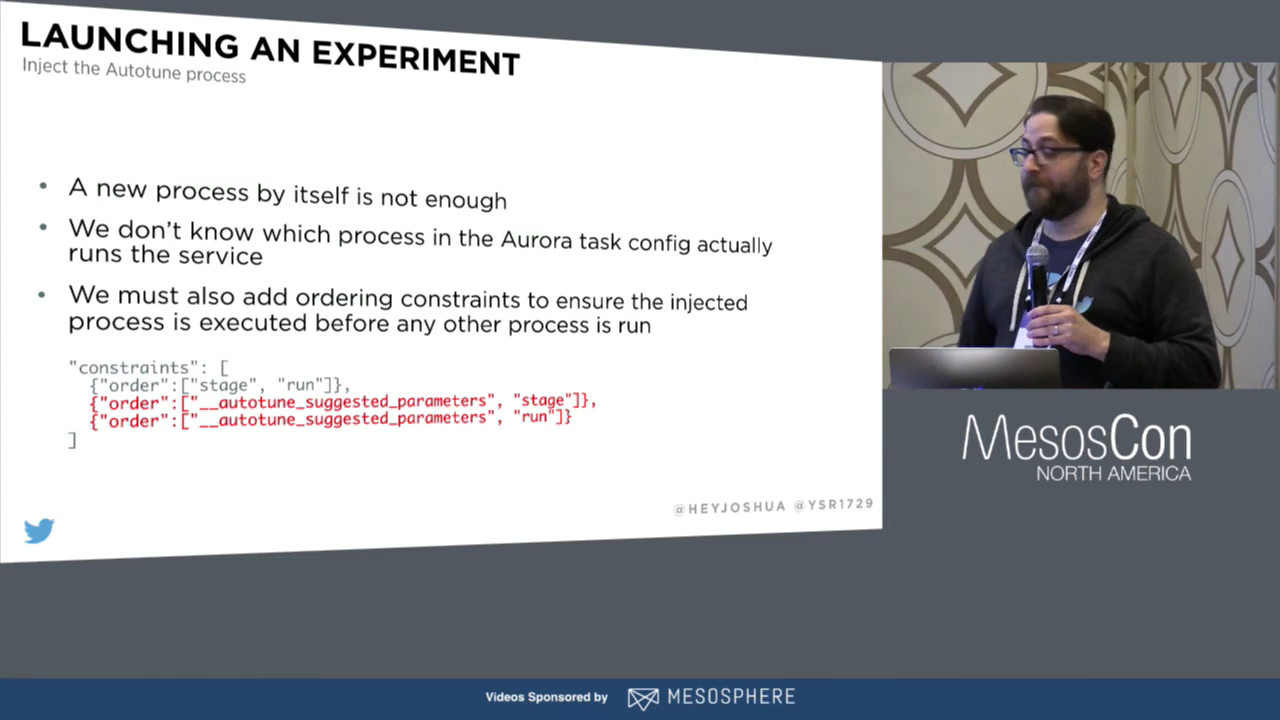 LAUNCHING AN EXPERIMENT
Inject the Autotune process
• A new process by itself is not enough
• We don't know which process in the Aurora task config actually
runs the service
• We must also add ordering constraints to ensure the injected
process is executed before any other process is run
"constraints": [
{"order":["stage", "run"]},
{"order":["__autotune_suggested_parameters", "stage"]},
{"order":["__autotune_suggested_parameters", "run"]}
]
@HEYJOSHUA @YSR1729
MesosCon
NORTH AMERICA
Videos Sponsored by MESOSPHERE